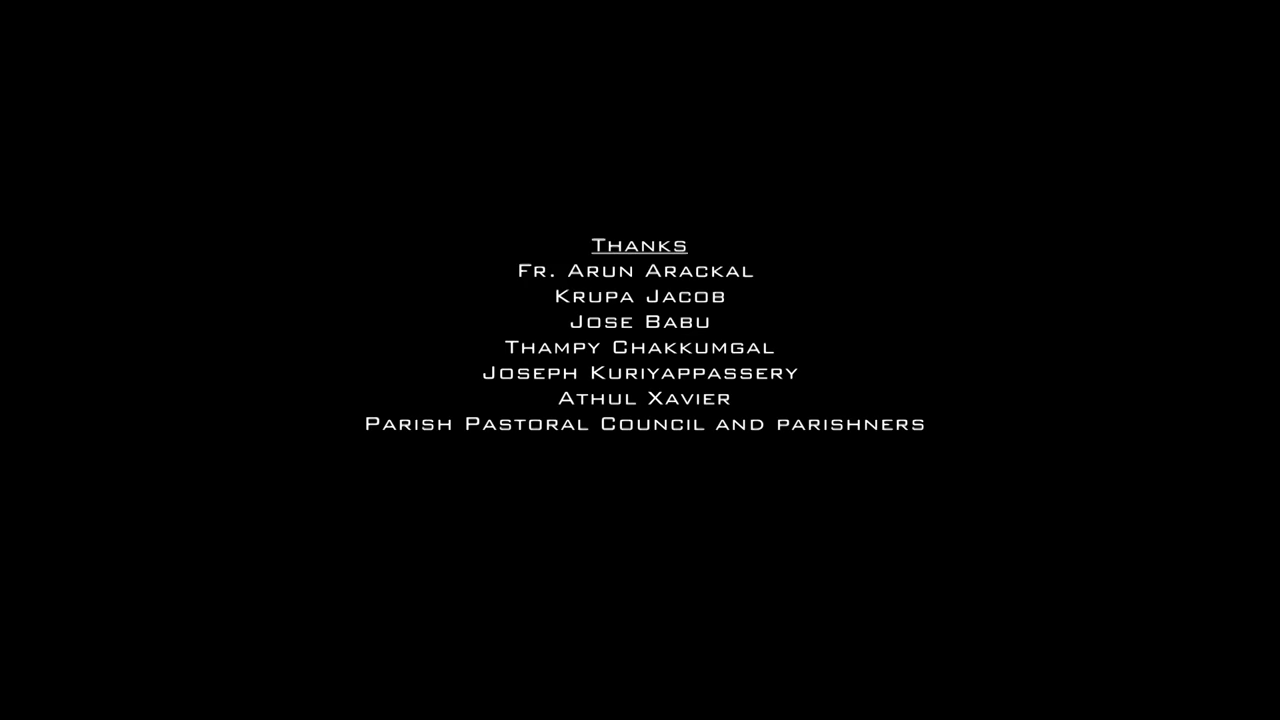 Thanks
Fr. Arun Arackal
Krupa Jacob
Jose Babu
Thampy Chakkumgal
Joseph Kuriyappassery
Athul Xavier
Parish Pastoral Council and parishners